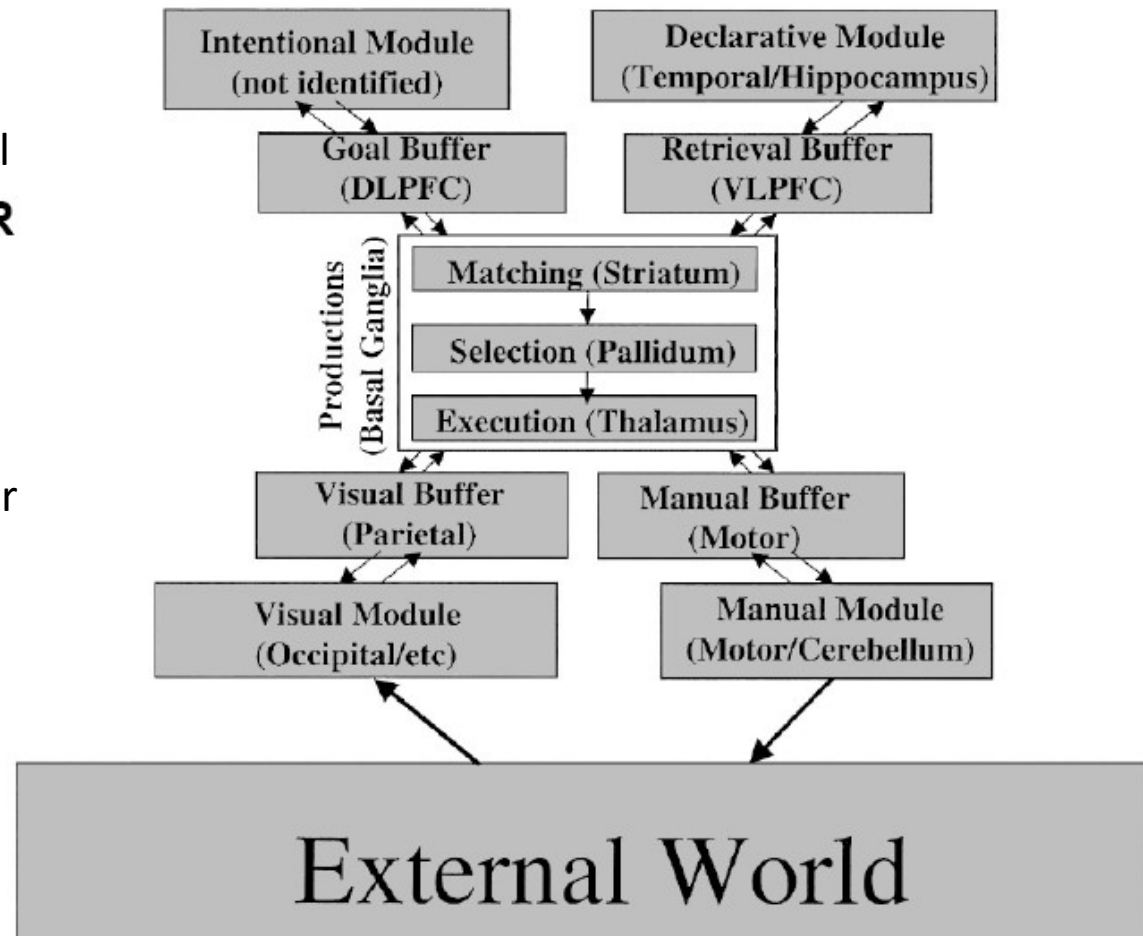 Intentional Module
(not identified)
Declarative Module
(Temporal/Hippocampus)
l
R
r
Goal Buffer
(DLPFC)
Retrieval Buffer
(VLPFC)
Productions
(Basal Ganglia)
Matching (Striatum)
Selection (Pallidum)
Execution (Thalamus)
Visual Buffer
(Parietal)
Manual Buffer
(Motor)
Visual Module
(Occipital/etc)
Manual Module
(Motor/Cerebellum)
External World